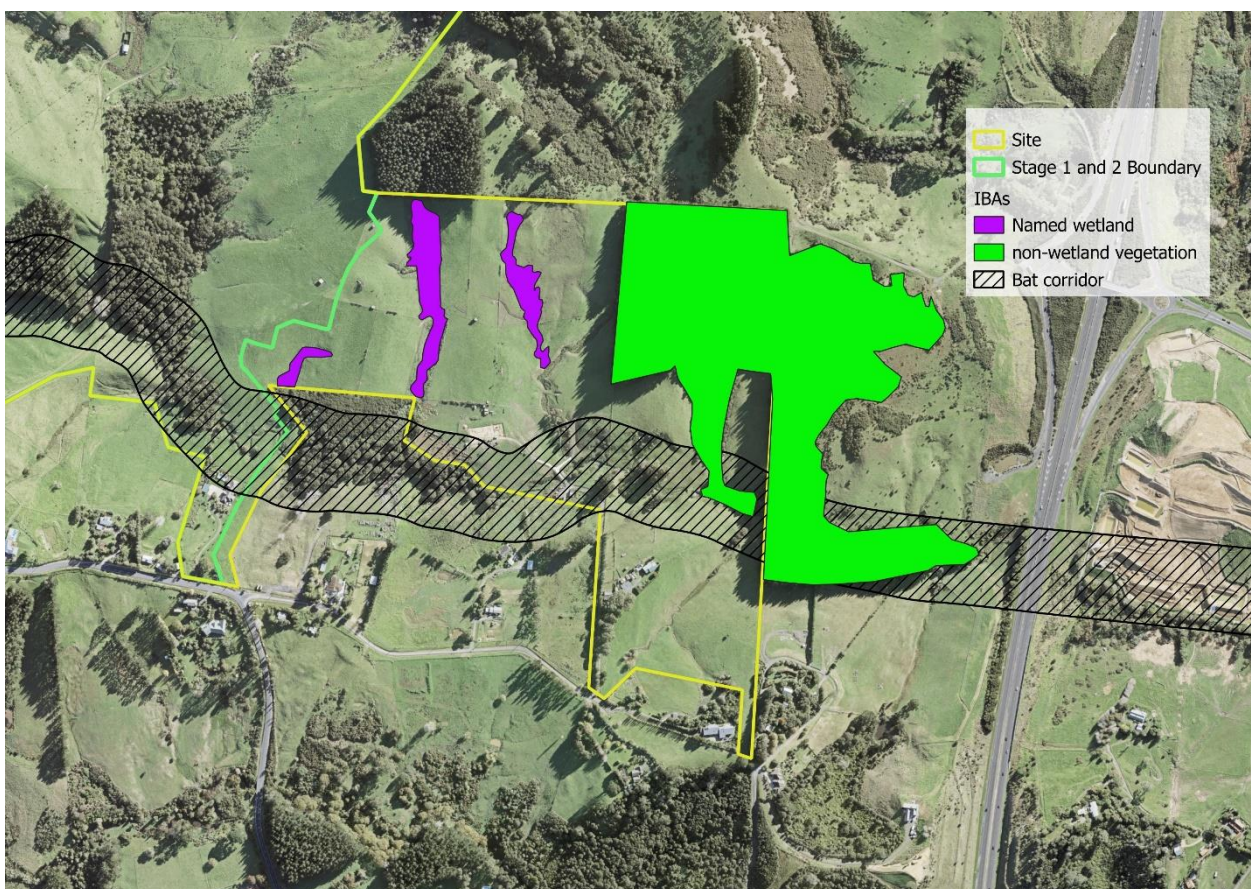 Site
Stage 1 and 2 Boundary
IBAs
Named wetland
non-wetland vegetation
Bat corridor